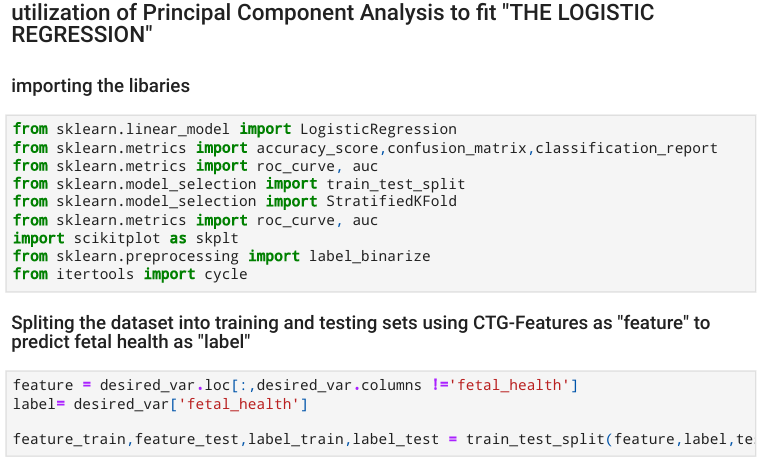 utilization of Principal Component Analysis to fit "THE LOGISTIC
REGRESSION"
importing the libaries
from sklearn.linear_model import LogisticRegression
from sklearn.metrics import accuracy_score,confusion_matrix,classification_report
from sklearn.metrics import roc_curve, auc
from sklearn.model_selection import train_test_split
from sklearn.model_selection import StratifiedKFold
from sklearn.metrics import roc_curve, auc
import scikitplot as skplt
from sklearn.preprocessing import label_binarize
from itertools import cycle
Spliting the dataset into training and testing sets using CTG-Features as "feature" to
predict fetal health as "label"
feature = desired_var.loc[:,desired_var.columns !='fetal_health']
label= desired_var['fetal_health']
feature_train,feature_test,label_train,label_test = train_test_split(feature,label,te